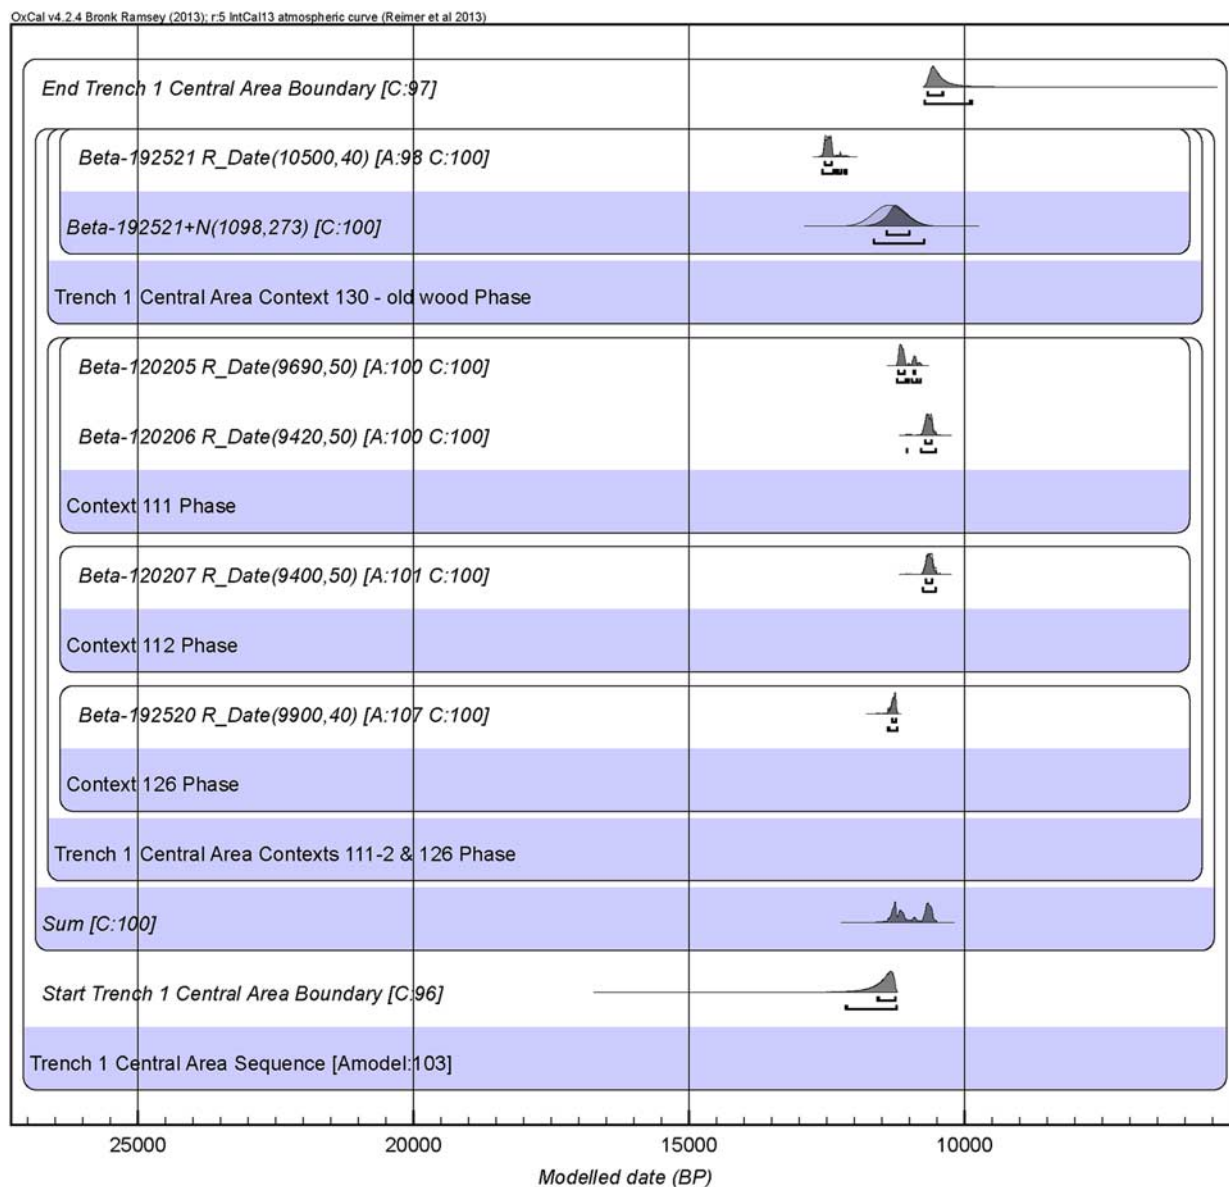 OxCal v4.2.4 Bronk Ramsey (2013); r:5 IntCal13 atmospheric curve (Reimer et al 2013)
End Trench 1 Central Area Boundary [C:97]
Beta-192521 R_Date(10500,40) [A:98 C:100]
Beta-192521+N(1098,273) [C:100]
Trench 1 Central Area Context 130 - old wood Phase
Beta-120205 R_Date(9690,50) [A:100 C:100]
Beta-120206 R_Date(9420,50) [A:100 C:100]
Context 111 Phase
Beta-120207 R_Date(9400,50) [A:101 C:100]
Context 112 Phase
Beta-192520 R_Date(9900,40) [A:107 C:100]
Context 126 Phase
Trench 1 Central Area Contexts 111-2 & 126 Phase
Sum [C:100]
Start Trench 1 Central Area Boundary [C:96]
Trench 1 Central Area Sequence [Amodel:103]
25000 20000 15000 10000
Modelled date (BP)